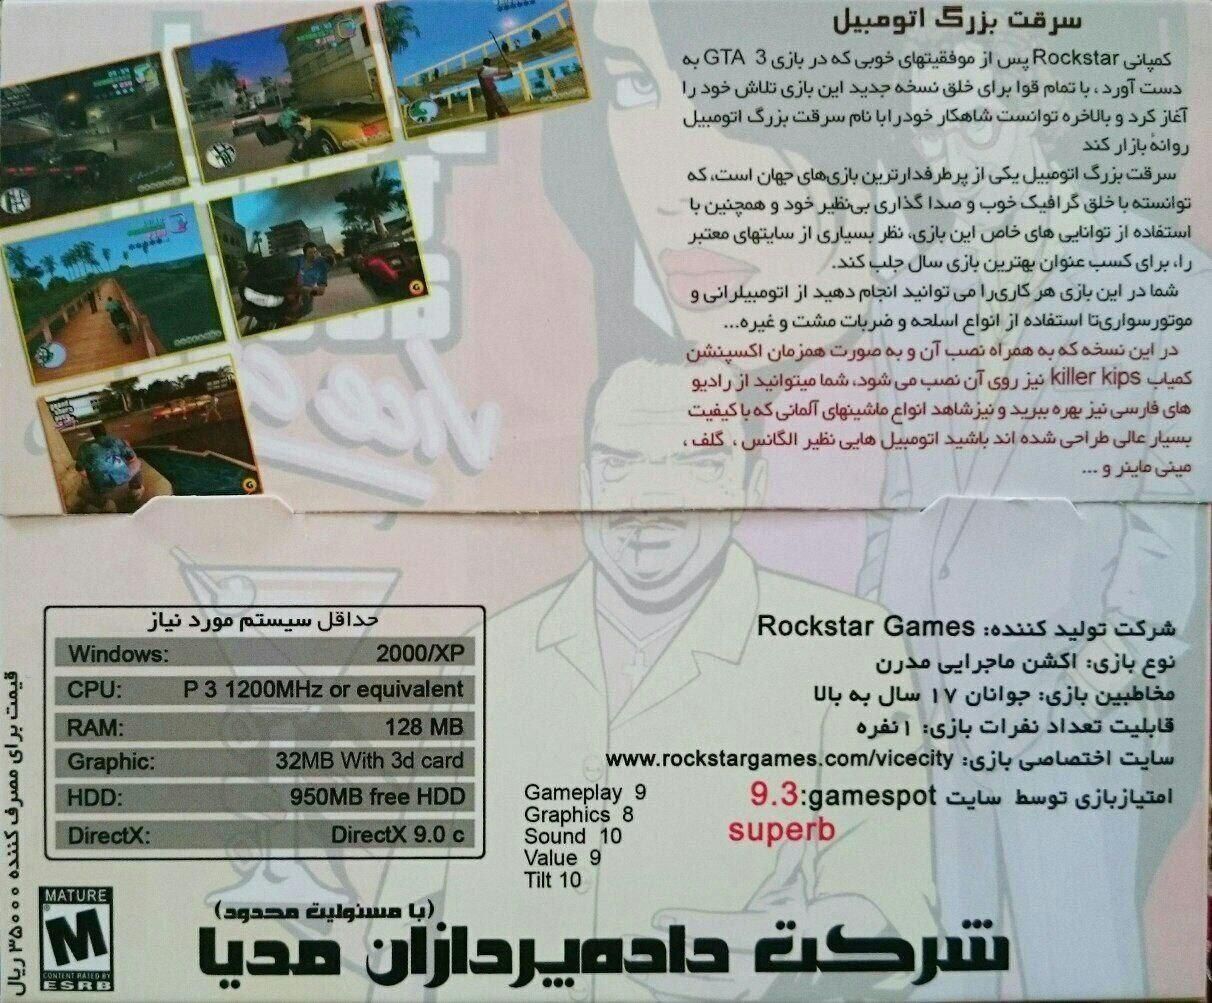 سرقت بزرگ اتومبیل
کمپانی Rockstar پس از موفقیتهای خوبی که در بازی GTA 3 به
دست آورد، با تمام قوا برای خلق نسخه جدید این بازی تلاش خود را
آغاز کرد و بالاخره توانست شاهکار خودرابا نام سرقت بزرگ اتومبیل
روانهٔ بازار کند
سرقت بزرگ اتومبیل یکی از پرطرفدارترین بازی‌های جهان است، که
توانسته با خلق گرافیک خوب و صدا گذاری بی‌نظیر خود و همچنین با
استفاده از توانایی های خاص این بازی، نظر بسیاری از سایتهای معتبر
را، برای کسب عنوان بهترین بازی سال جلب کند.
شما در این بازی هر کاری‌را می توانید انجام دهید از اتومبیلرانی و
موتورسواری‌تا استفاده از انواع اسلحه و ضربات مشت و غیره...
در این نسخه که به همراه نصب آن و به صورت همزمان اکسپنشن
کمیاب killer kips نیز روی آن نصب می شود، شما میتوانید از رادیو
های فارسی نیز بهره ببرید و نیزشاهد انواع ماشینهای آلمانی که با کیفیت
بسیار عالی طراحی شده اند باشید اتومبیل هایی نظیر الگانس ، گلف ،
مینی ماینر و ...
حداقل سیستم مورد نیاز
Windows: 2000/XP
CPU: P 3 1200MHz or equivalent
RAM: 128 MB
Graphic: 32MB With 3d card
HDD: 950MB free HDD
DirectX: DirectX 9.0 c
شرکت تولید کننده: Rockstar Games
نوع بازی: اکشن ماجرایی مدرن
مخاطبین بازی: جوانان ۱۷ سال به بالا
قابلیت تعداد نفرات بازی: ۱نفره
سایت اختصاصی بازی: www.rockstargames.com/vicecity
امتیازبازی توسط سایت gamespot:9.3
superb
Gameplay 9
Graphics 8
Sound 10
Value 9
Tilt 10
قیمت برای مصرف کننده ۳۵۰۰۰ ریال
MATURE
M
CONTENT RATED BY
ESRB
(با مسئولیت محدود)
شرکت داده‌پردازان مدیا